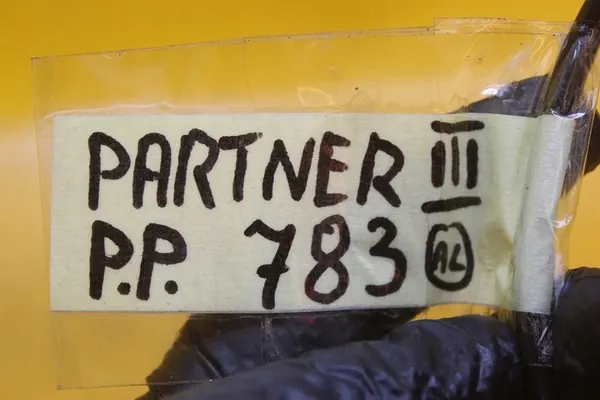 PARTNER III
P.P. 783 AL